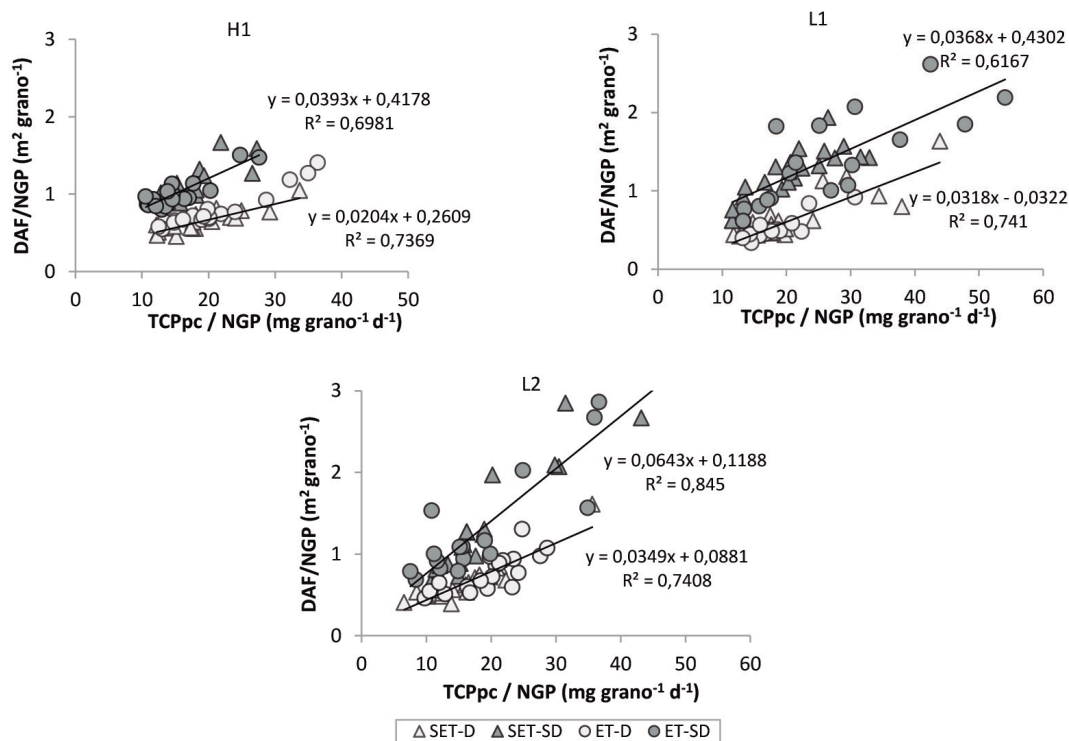 H1
DAF/NGP (m² grano⁻¹)
3
2
1
0
y = 0,0393x + 0,4178
R² = 0,6981
y = 0,0204x + 0,2609
R² = 0,7369
0 10 20 30 40 50
TCPpc / NGP (mg grano⁻¹ d⁻¹)
L1
DAF/NGP (m² grano⁻¹)
3
2
1
0
y = 0,0368x + 0,4302
R² = 0,6167
y = 0,0318x - 0,0322
R² = 0,741
0 10 20 30 40 50 60
TCPpc / NGP (mg grano⁻¹ d⁻¹)
L2
DAF/NGP (m² grano⁻¹)
3
2
1
0
y = 0,0643x + 0,1188
R² = 0,845
y = 0,0349x + 0,0881
R² = 0,7408
0 10 20 30 40 50 60
TCPpc / NGP (mg grano⁻¹ d⁻¹)
SET-D SET-SD ET-D ET-SD